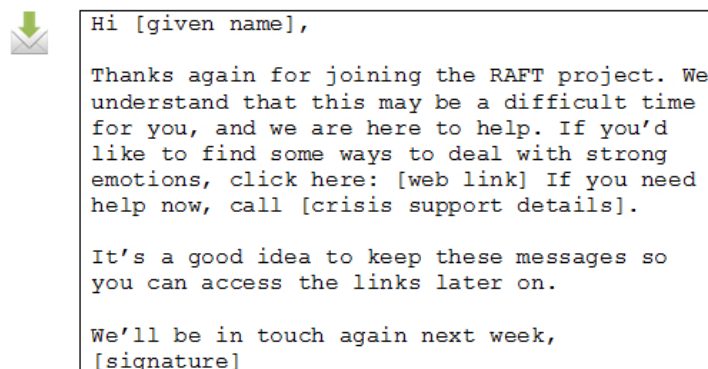 Hi [given name],
Thanks again for joining the RAFT project. We
understand that this may be a difficult time
for you, and we are here to help. If you’d
like to find some ways to deal with strong
emotions, click here: [web link] If you need
help now, call [crisis support details].
It’s a good idea to keep these messages so
you can access the links later on.
We’ll be in touch again next week,
[signature]